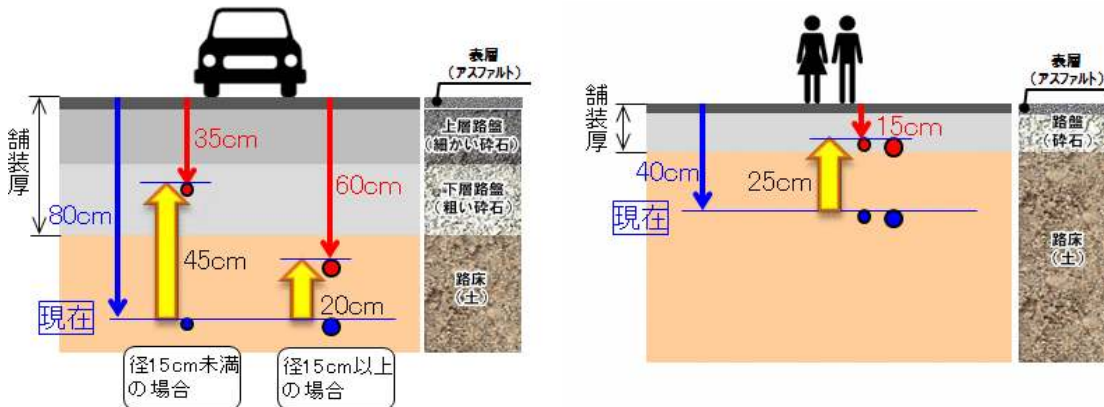 表層
(アスファルト)
舗装厚
35cm
60cm
80cm
45cm
20cm
現在
上層路盤
(細かい砕石)
下層路盤
(粗い砕石)
路床
(土)
径15cm未満
の場合
径15cm以上
の場合
表層
(アスファルト)
舗装厚
15cm
40cm
25cm
現在
路盤
(砕石)
路床
(土)